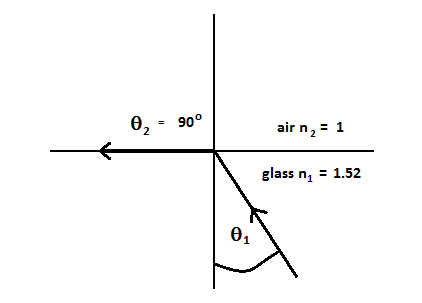 θ₂ = 90°
air n₂ = 1
glass n₁ = 1.52
θ₁